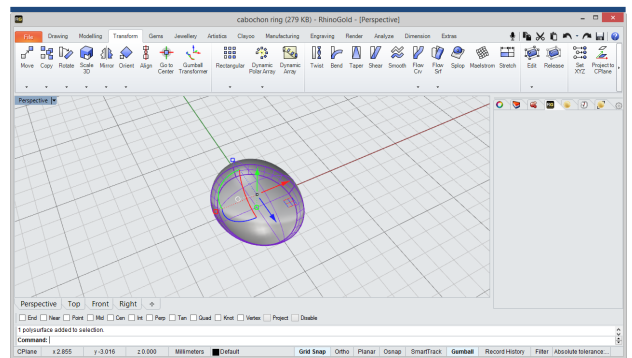 cabochon ring (279 KB) - RhinoGold - [Perspective]
File Drawing Modelling Transform Gems Jewellery Artistics Clayoo Manufacturing Engraving Render Analyze Dimension Extras
Move Copy Rotate Scale 3D Mirror Orient Align Go to Center Gumball Transformer Rectangular Dynamic Polar Array Dynamic Array Twist Bend Taper Shear Smooth Flow Crv Flow Srf Splop Maelstrom Stretch Edit Release Set XYZ Project to CPlane
Perspective
Perspective Top Front Right
End Near Point Mid Cen Int Perp Tan Quad Knot Vertex Project Disable
1 polysurface added to selection.
Command:
CPlane x 2.855 y -3.016 z 0.000 Millimeters Default Grid Snap Ortho Planar Osnap SmartTrack Gumball Record History Filter Absolute tolerance:...